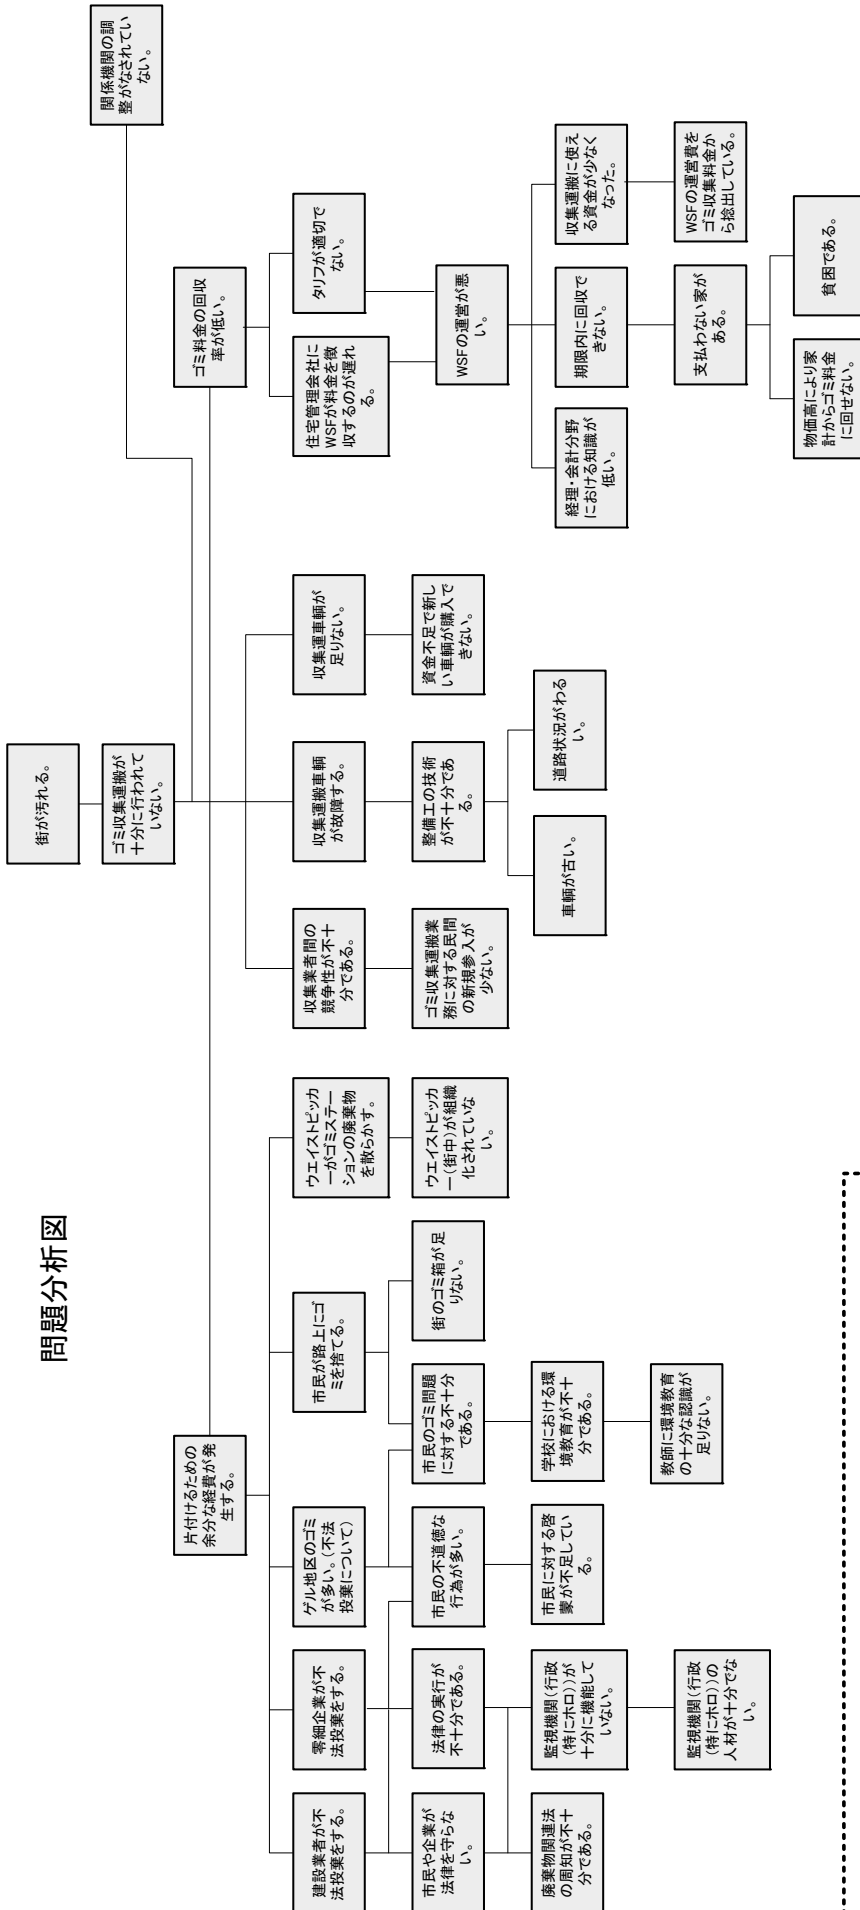 問題分析図
街が汚れる。
ゴミ収集運搬が
十分に行われて
いない。
関係機関の調
整がなされてい
ない。
片付けるための
余分な経費が発
生する。
ゴミ料金の回収
率が低い。
建設業者が不
法投棄をする。
零細企業が不
法投棄をする。
ゲル地区のゴミ
が多い。(不法
投棄について)
市民が路上にゴ
ミを捨てる。
ウエイストピッカ
ーがゴミステー
ションの廃棄物
を散らかす。
収集業者間の
競争性が不十
分である。
収集運搬車輌
が故障する。
収集運車輌が
足りない。
住宅管理会社に
WSFが料金を徴
収するのが遅れ
る。
タリフが適切で
ない。
市民や企業が
法律を守らな
い。
法律の実行が
不十分である。
市民の不道徳な
行為が多い。
市民のゴミ問題
に対する不十分
である。
街のゴミ箱が足
りない。
ウエイストピッカ
ー(街中)が組織
化されていな
い。
ゴミ収集運搬業
務に対する民間
の新規参入が
少ない。
整備工の技術
が不十分であ
る。
資金不足で新し
い車輌が購入で
きない。
WSFの運営が悪
い。
廃棄物関連法
の周知が不十
分である。
監視機関(行政
(特にホロ))が
十分に機能して
いない。
市民に対する啓
蒙が不足してい
る。
学校における環
境教育が不十
分である。
車輌が古い。
道路状況がわる
い。
経理・会計分野
における知識が
低い。
期限内に回収で
きない。
収集運搬に使え
る資金が少なく
なった。
監視機関(行政
(特にホロ))の
人材が十分でな
い。
教師に環境教育
の十分な認識が
足りない。
支払わない家が
ある。
WSFの運営費を
ゴミ収集料金か
ら捻出している。
物価高により家
計からゴミ料金
に回せない。
貧困である。